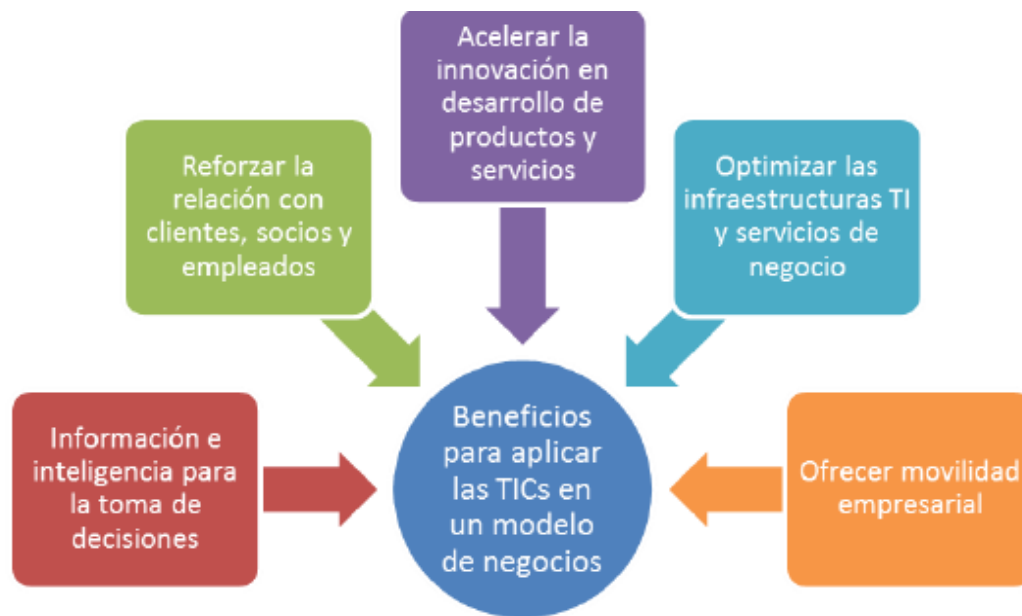 Acelerar la
innovación en
desarrollo de
productos y
servicios
Reforzar la
relación con
clientes, socios y
empleados
Optimizar las
infraestructuras TI
y servicios de
negocio
Información e
inteligencia para
la toma de
decisiones
Beneficios
para aplicar
las TICs en
un modelo
de negocios
Ofrecer movilidad
empresarial